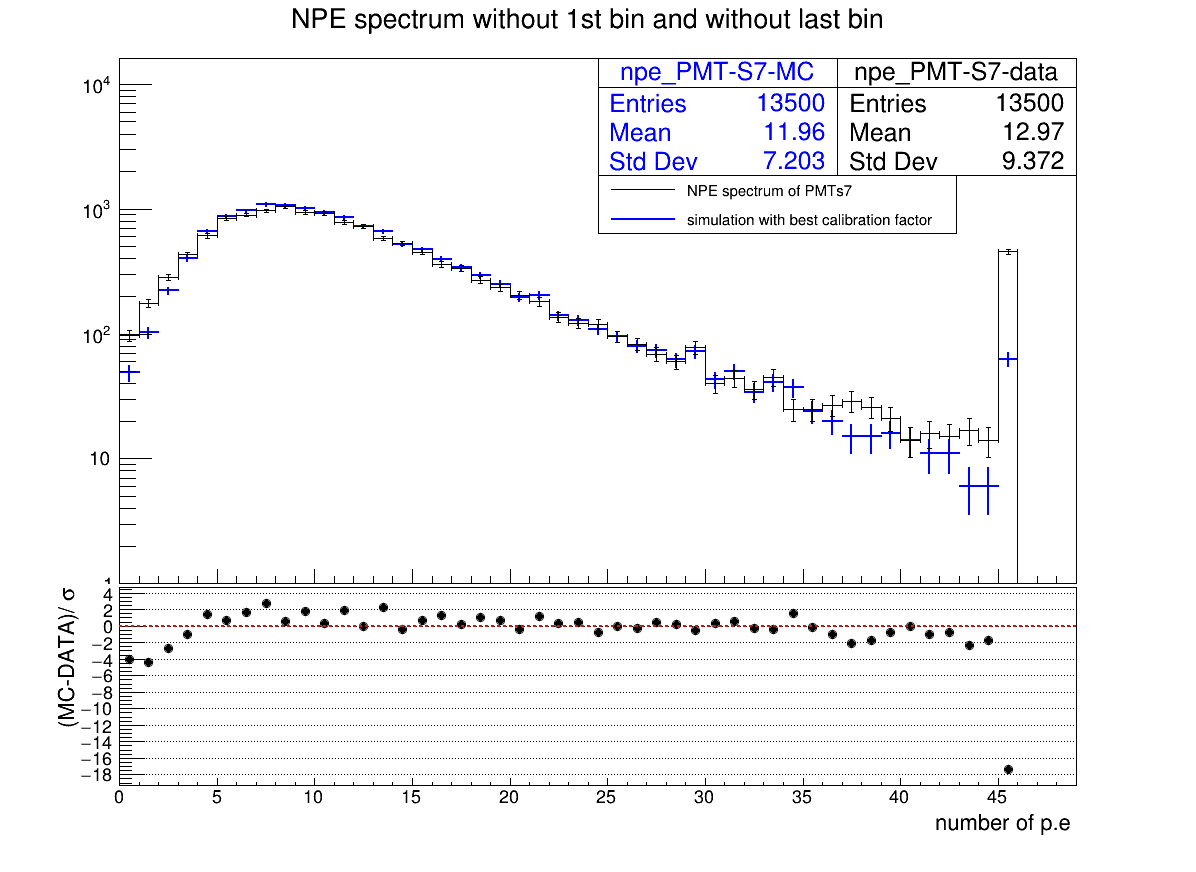 NPE spectrum without 1st bin and without last bin
npe_PMT-S7-MC
Entries 13500
Mean 11.96
Std Dev 7.203
npe_PMT-S7-data
Entries 13500
Mean 12.97
Std Dev 9.372
NPE spectrum of PMTs7
simulation with best calibration factor
10⁴
10³
10²
10
1
(MC-DATA)/ σ
4
2
0
−2
−4
−6
−8
−10
−12
−14
−16
−18
0 5 10 15 20 25 30 35 40 45
number of p.e